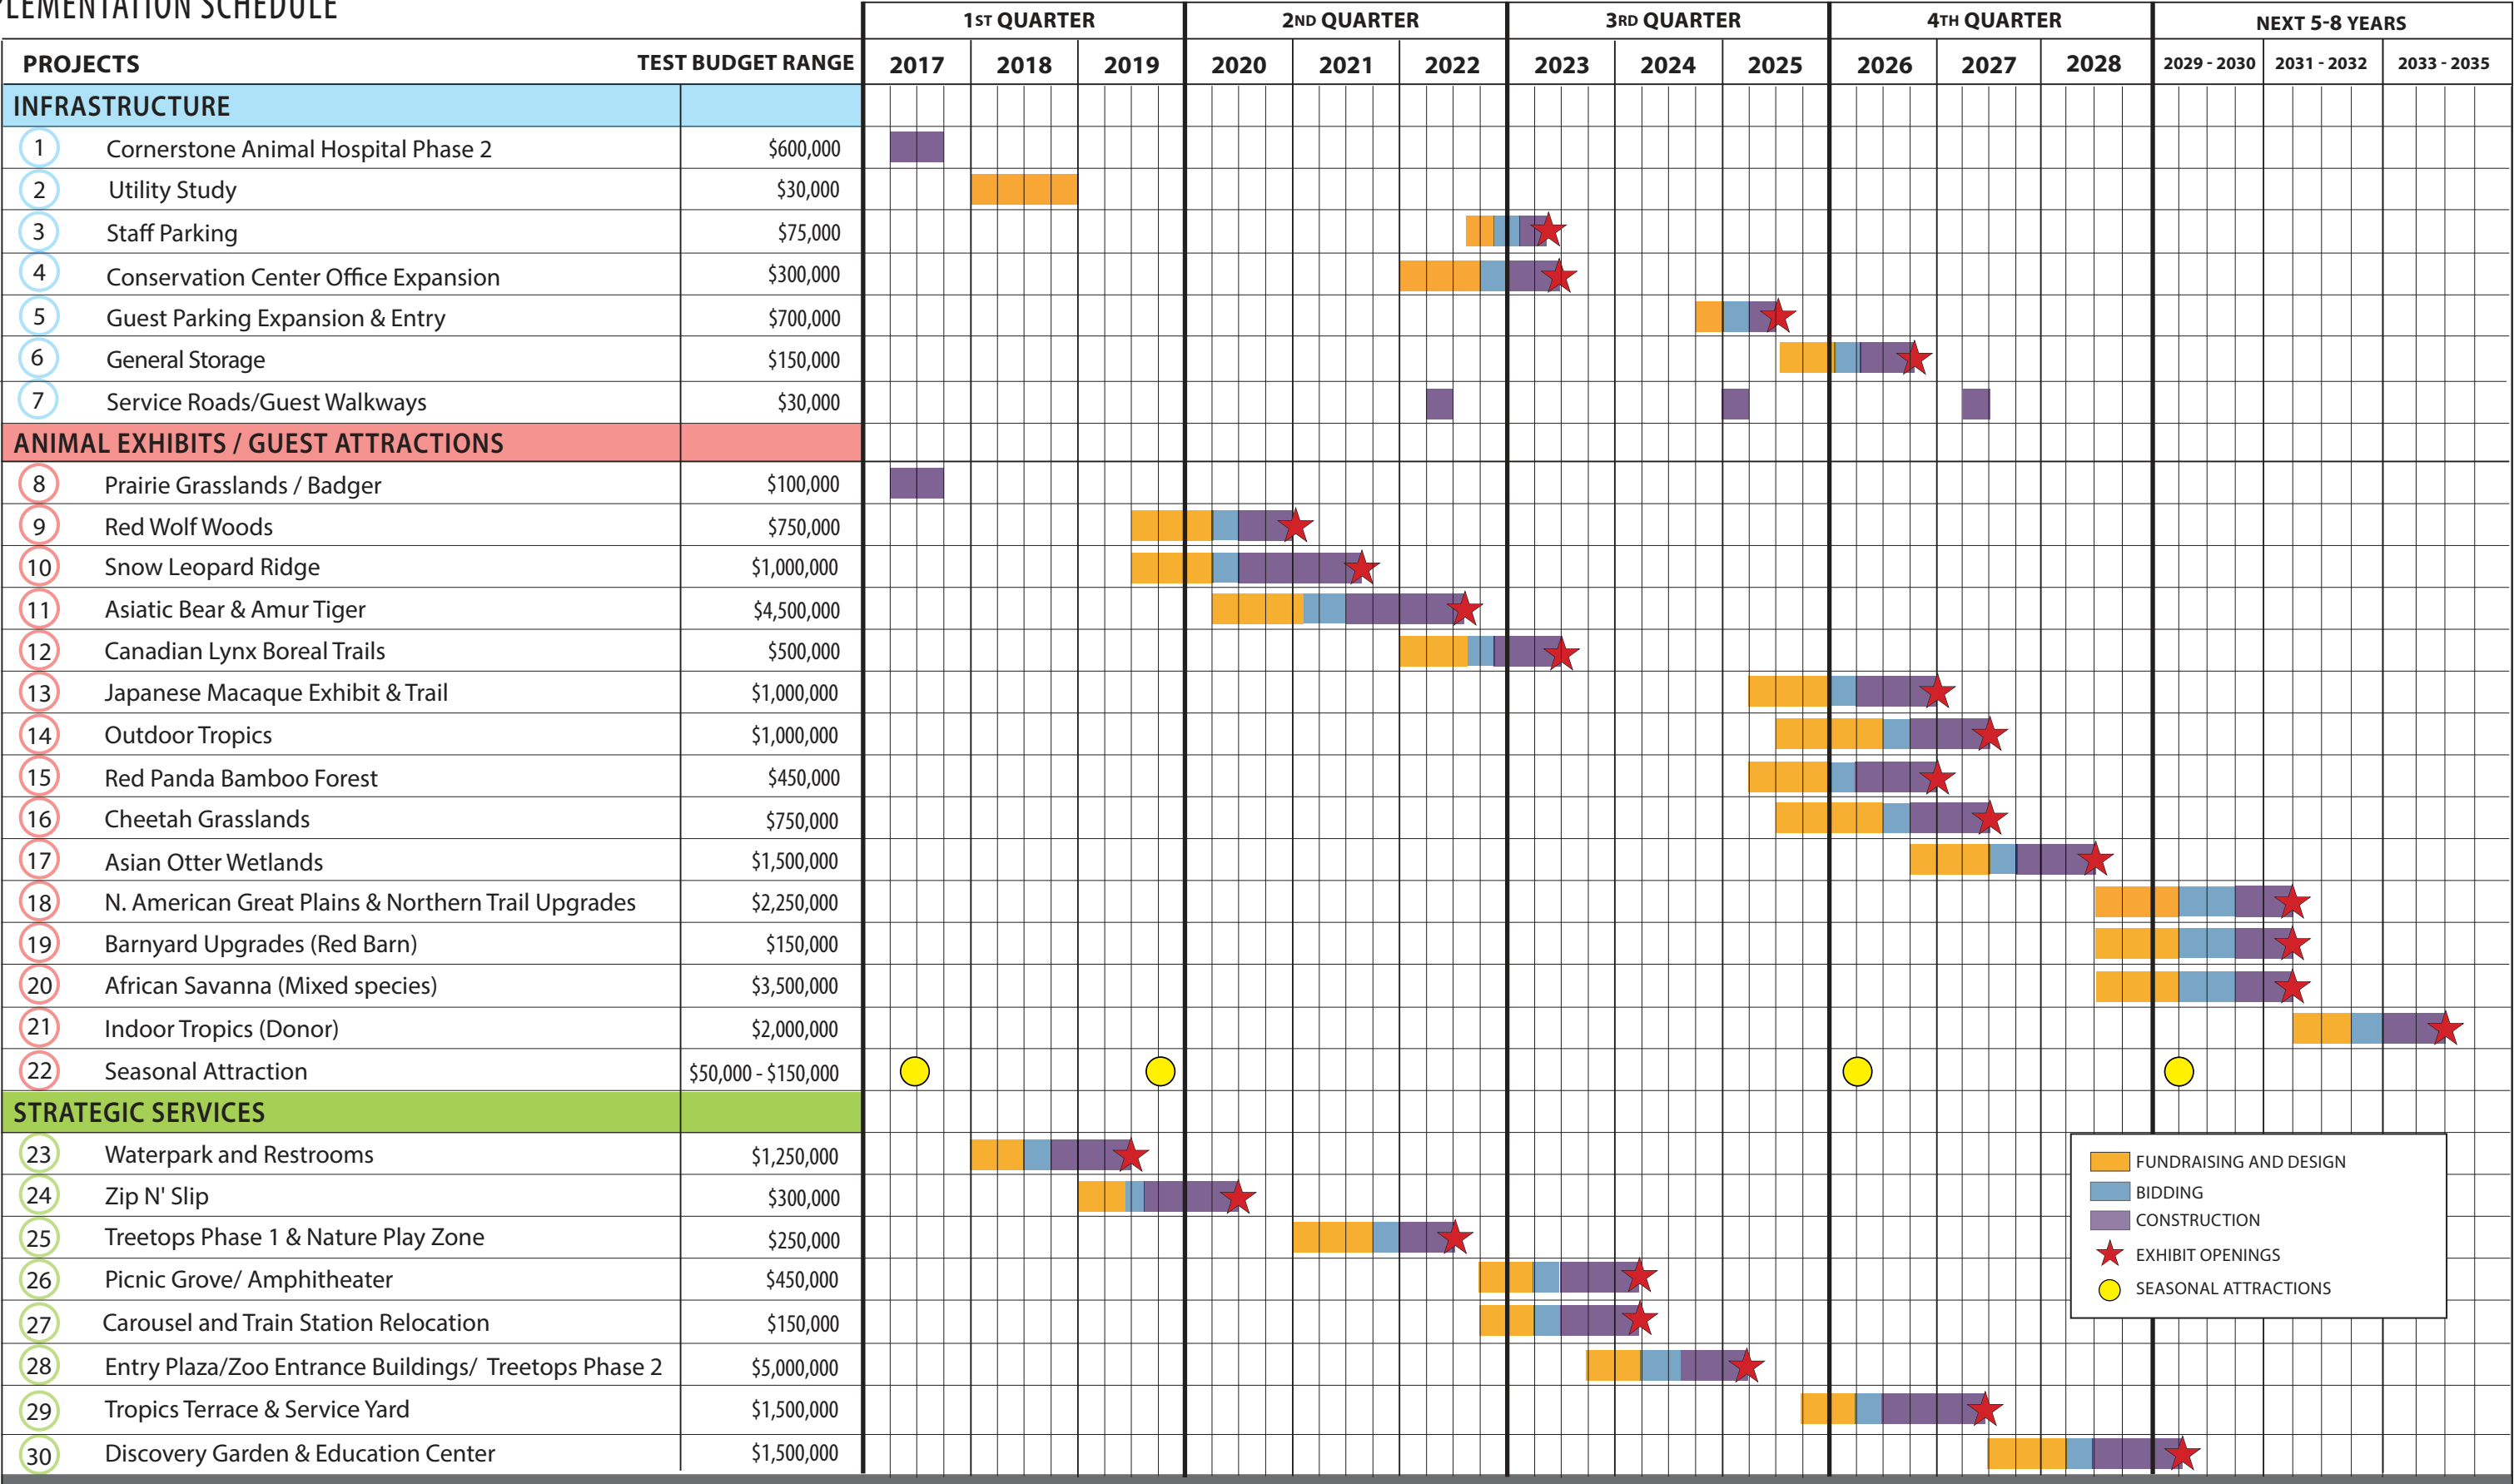 PLEMENTATION SCHEDULE
1ST QUARTER 2ND QUARTER 3RD QUARTER 4TH QUARTER NEXT 5-8 YEARS
PROJECTS TEST BUDGET RANGE 2017 2018 2019 2020 2021 2022 2023 2024 2025 2026 2027 2028 2029 - 2030 2031 - 2032 2033 - 2035
INFRASTRUCTURE
1 Cornerstone Animal Hospital Phase 2 $600,000
2 Utility Study $30,000
3 Staff Parking $75,000
4 Conservation Center Office Expansion $300,000
5 Guest Parking Expansion & Entry $700,000
6 General Storage $150,000
7 Service Roads/Guest Walkways $30,000
ANIMAL EXHIBITS / GUEST ATTRACTIONS
8 Prairie Grasslands / Badger $100,000
9 Red Wolf Woods $750,000
10 Snow Leopard Ridge $1,000,000
11 Asiatic Bear & Amur Tiger $4,500,000
12 Canadian Lynx Boreal Trails $500,000
13 Japanese Macaque Exhibit & Trail $1,000,000
14 Outdoor Tropics $1,000,000
15 Red Panda Bamboo Forest $450,000
16 Cheetah Grasslands $750,000
17 Asian Otter Wetlands $1,500,000
18 N. American Great Plains & Northern Trail Upgrades $2,250,000
19 Barnyard Upgrades (Red Barn) $150,000
20 African Savanna (Mixed species) $3,500,000
21 Indoor Tropics (Donor) $2,000,000
22 Seasonal Attraction $50,000 - $150,000
STRATEGIC SERVICES
23 Waterpark and Restrooms $1,250,000
24 Zip N' Slip $300,000
25 Treetops Phase 1 & Nature Play Zone $250,000
26 Picnic Grove/ Amphitheater $450,000
27 Carousel and Train Station Relocation $150,000
28 Entry Plaza/Zoo Entrance Buildings/ Treetops Phase 2 $5,000,000
29 Tropics Terrace & Service Yard $1,500,000
30 Discovery Garden & Education Center $1,500,000
FUNDRAISING AND DESIGN
BIDDING
CONSTRUCTION
EXHIBIT OPENINGS
SEASONAL ATTRACTIONS